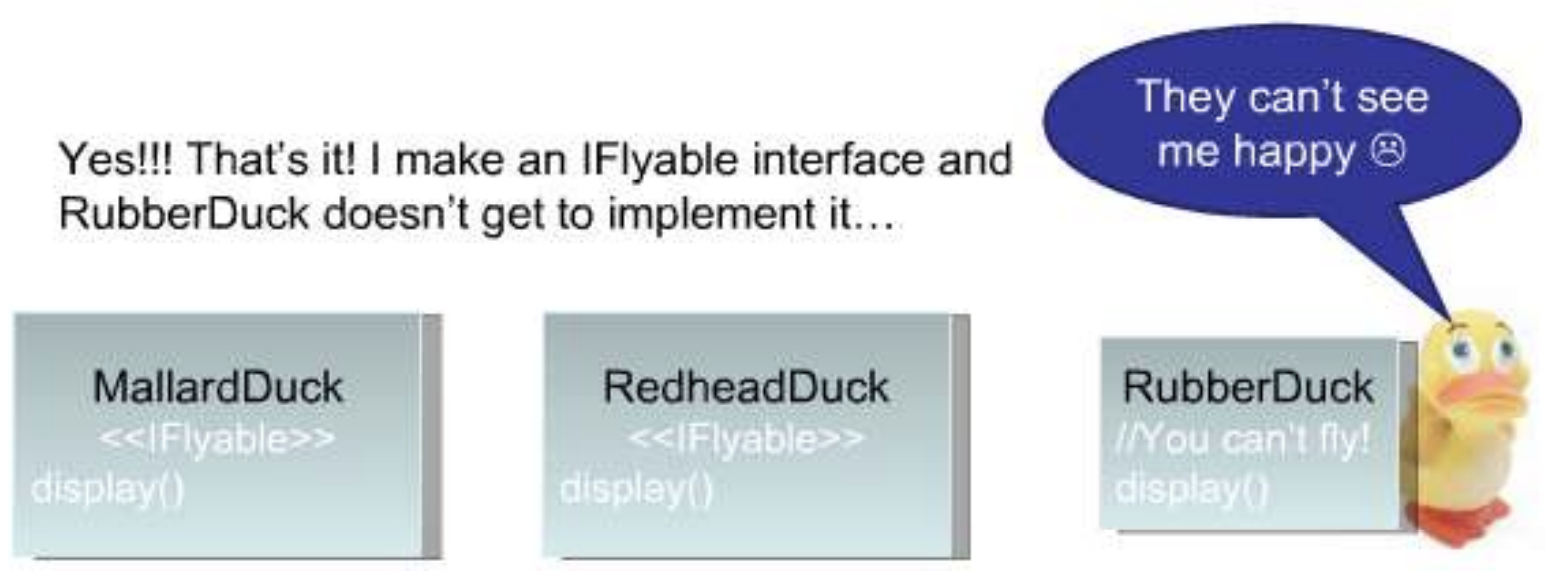 They can't see
me happy ☹
Yes!!! That's it! I make an IFlyable interface and
RubberDuck doesn't get to implement it…
MallardDuck
<<IFlyable>>
display()
RedheadDuck
<<IFlyable>>
display()
RubberDuck
//You can't fly!
display()